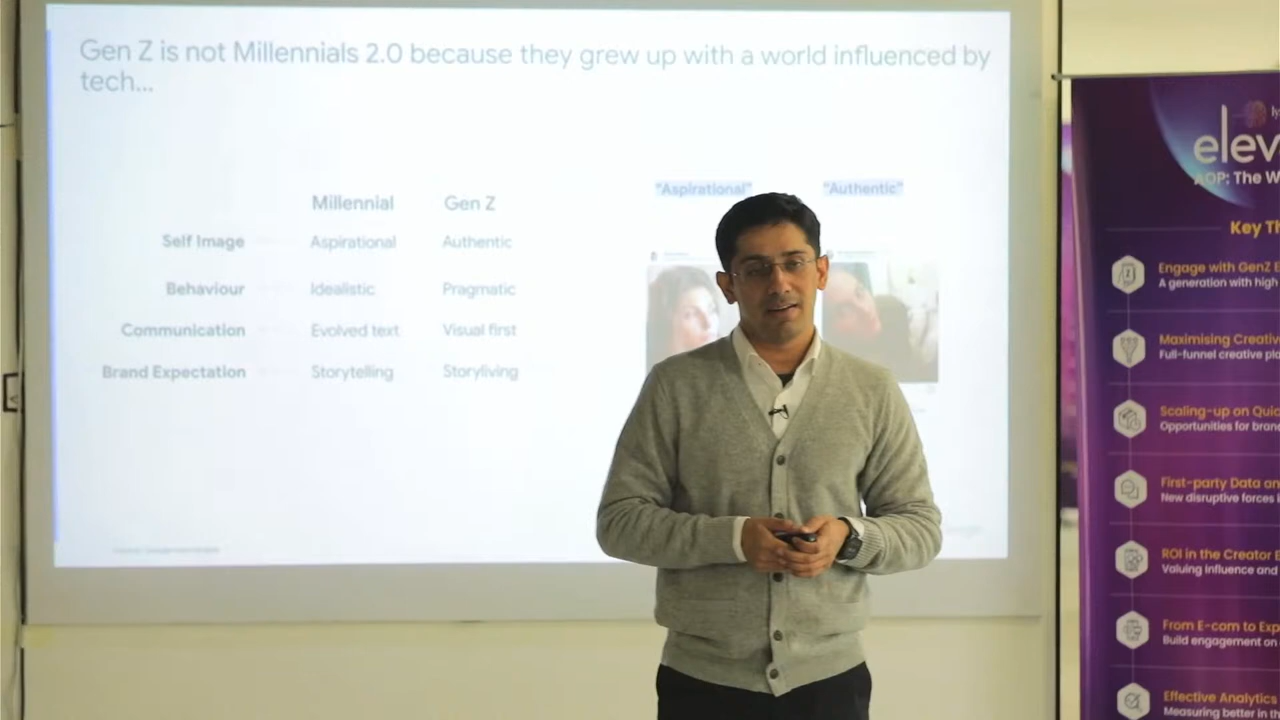 Gen Z is not Millennials 2.0 because they grew up with a world influenced by
tech...
Millennial Gen Z
Self Image Aspirational Authentic
Behaviour Idealistic Pragmatic
Communication Evolved text Visual first
Brand Expectation Storytelling Storyliving
"Aspirational" "Authentic"
elev
AOP: The W
Key Th
Engage with GenZ E
A generation with high
Maximising Creativ
Full-funnel creative pla
Scaling-up on Quic
Opportunities for bran
First-party Data an
New disruptive forces i
ROI in the Creator E
Valuing Influence and
From E-com to Exp
Build engagement on
Effective Analytics
Measuring better in th